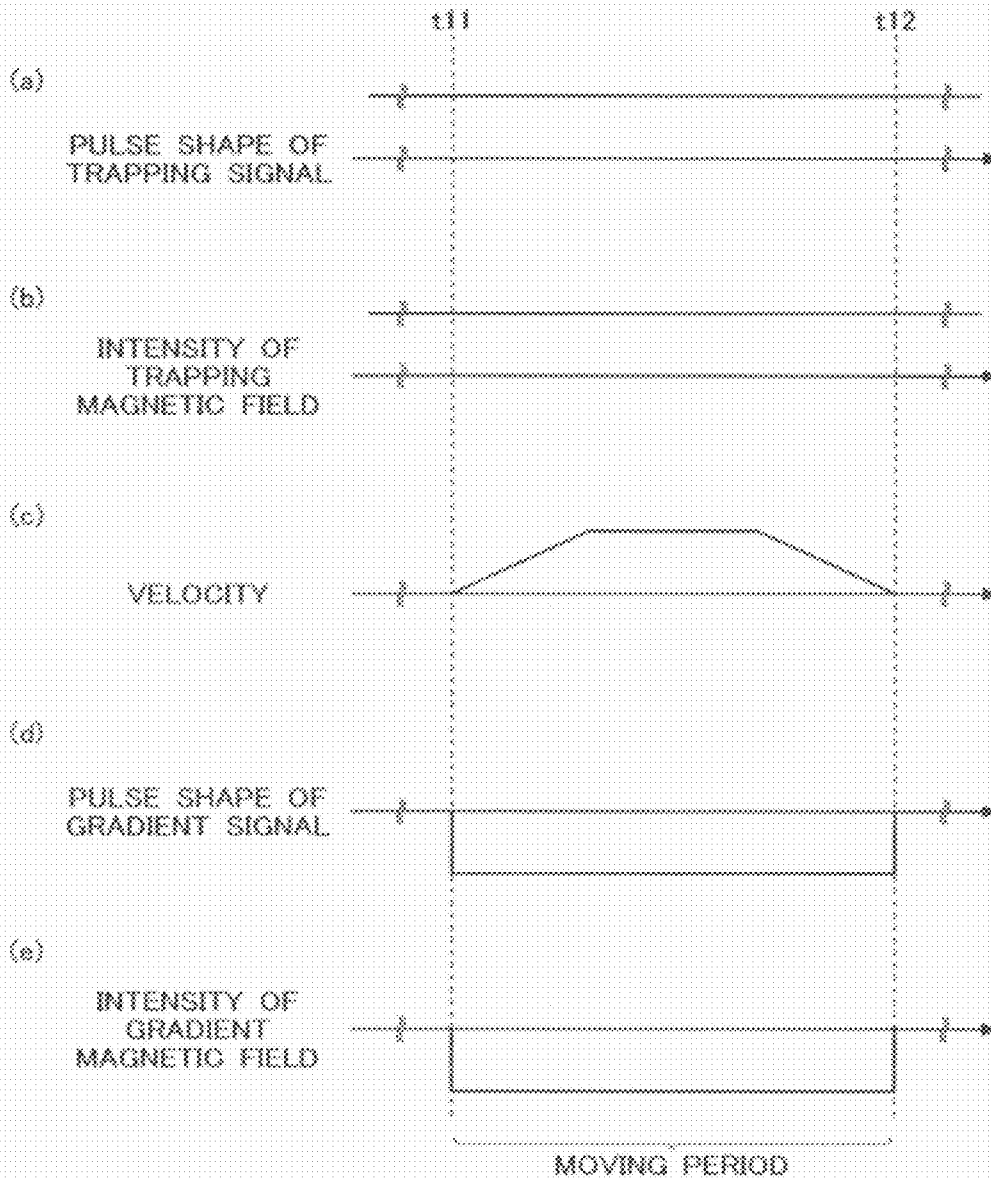 t11
t12
(a)
PULSE SHAPE OF
TRAPPING SIGNAL
(b)
INTENSITY OF
TRAPPING
MAGNETIC FIELD
(c)
VELOCITY
(d)
PULSE SHAPE OF
GRADIENT SIGNAL
(e)
INTENSITY OF
GRADIENT
MAGNETIC FIELD
MOVING PERIOD